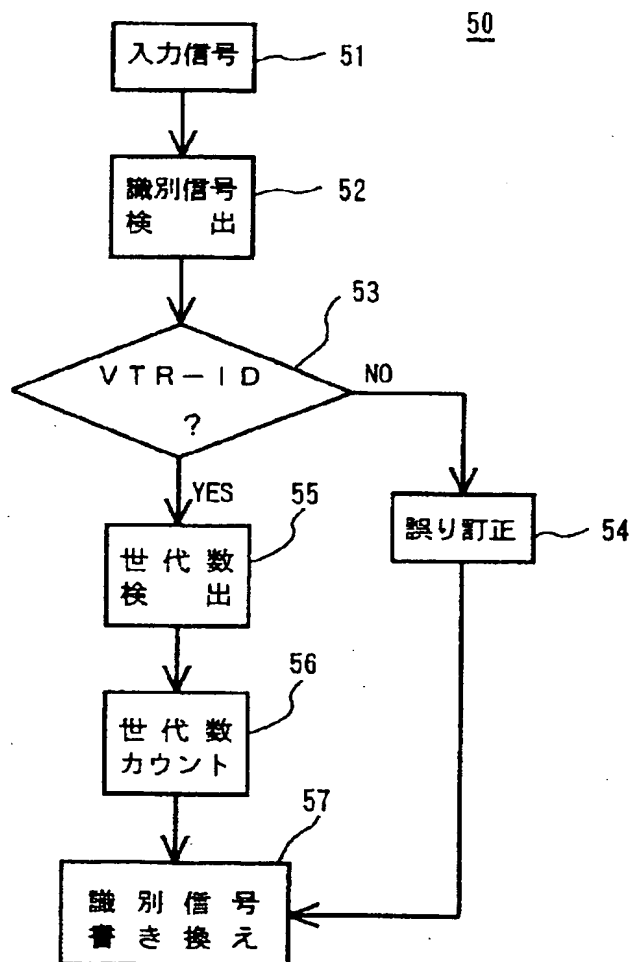 50
入力信号
51
識別信号
検出
52
53
VTR-ID
?
NO
YES
55
世代数
検出
誤り訂正
54
56
世代数
カウント
57
識別信号
書き換え